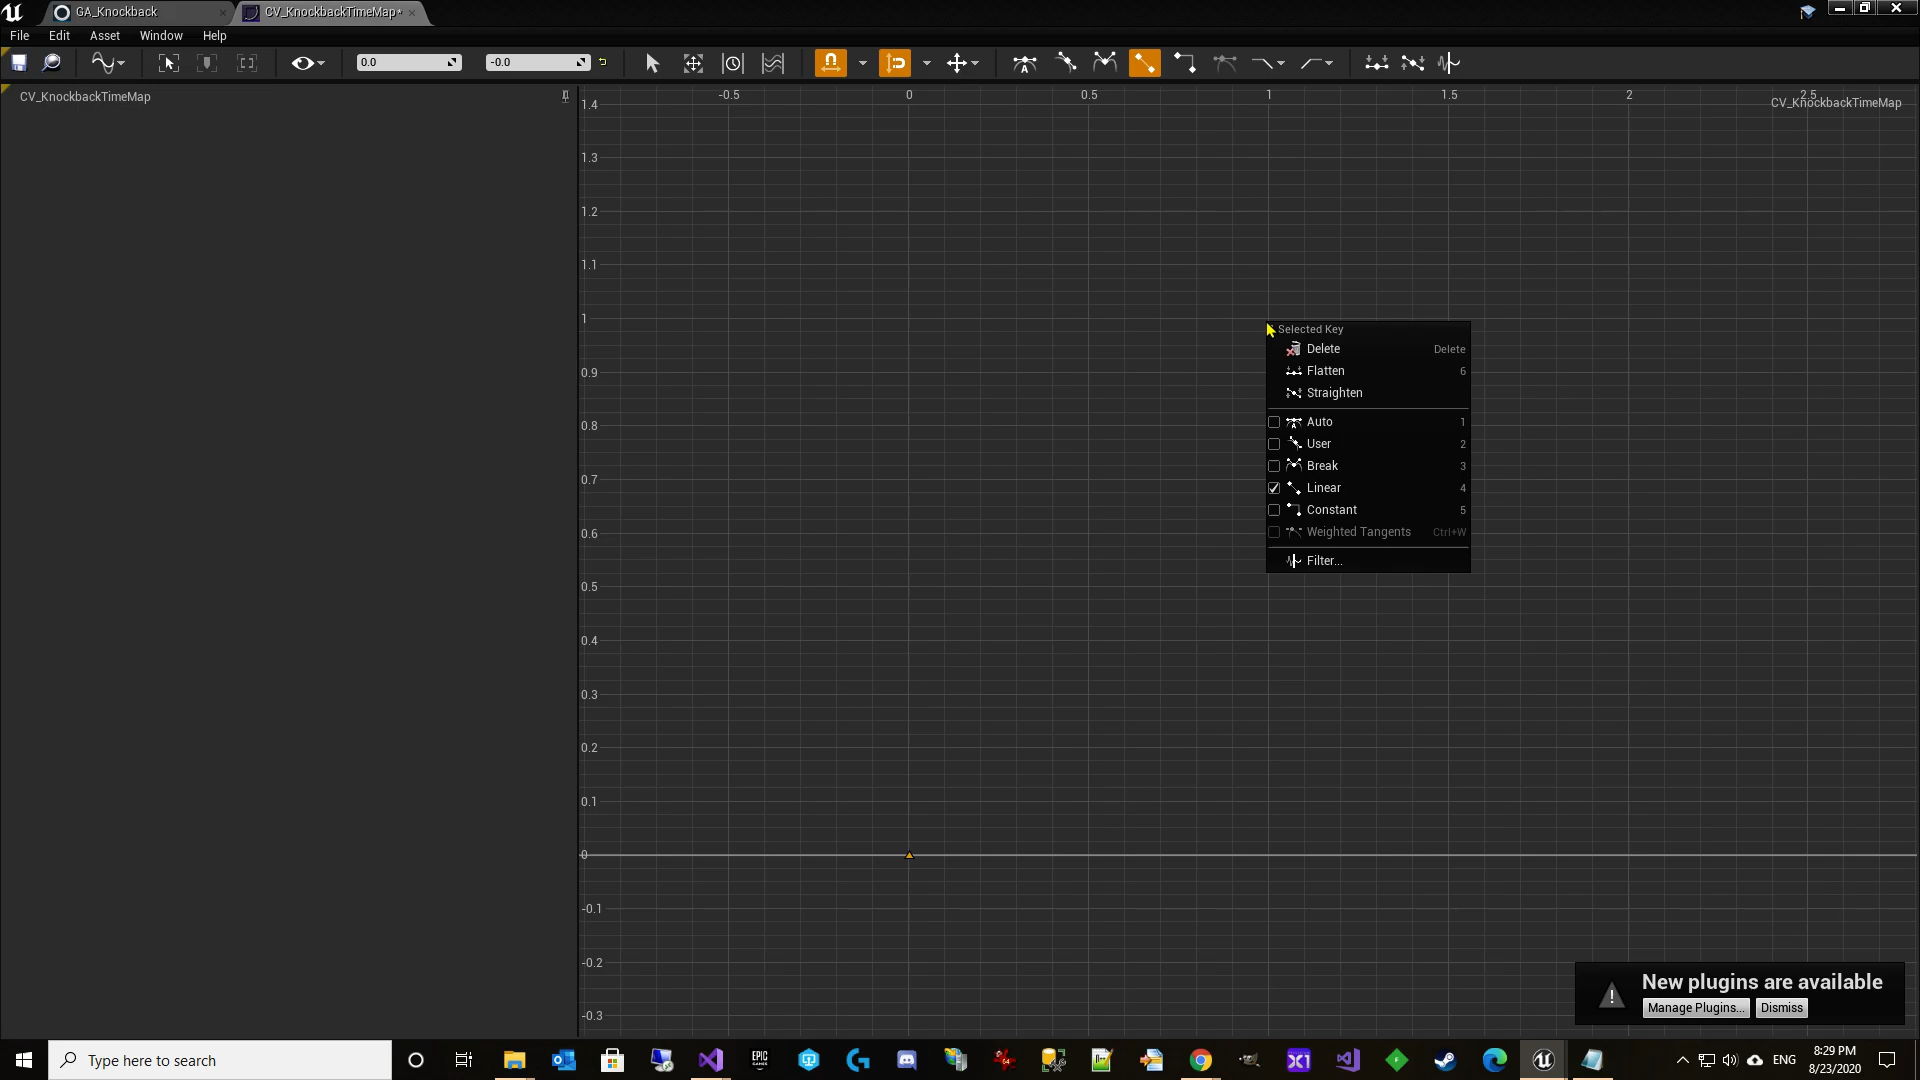 GA_Knockback
CV_KnockbackTimeMap*
File Edit Asset Window Help
0.0
-0.0
CV_KnockbackTimeMap
-0.5 0 0.5 1 1.5 2 2.5
CV_KnockbackTimeMap
1.4
1.3
1.2
1.1
1
0.9
0.8
0.7
0.6
0.5
0.4
0.3
0.2
0.1
0
-0.1
-0.2
-0.3
Selected Key
Delete Delete
Flatten 6
Straighten
Auto 1
User 2
Break 3
Linear 4
Constant 5
Weighted Tangents Ctrl+W
Filter...
New plugins are available
Manage Plugins... Dismiss
Type here to search
EPIC
GAMES
X1
ENG
8:29 PM
8/23/2020